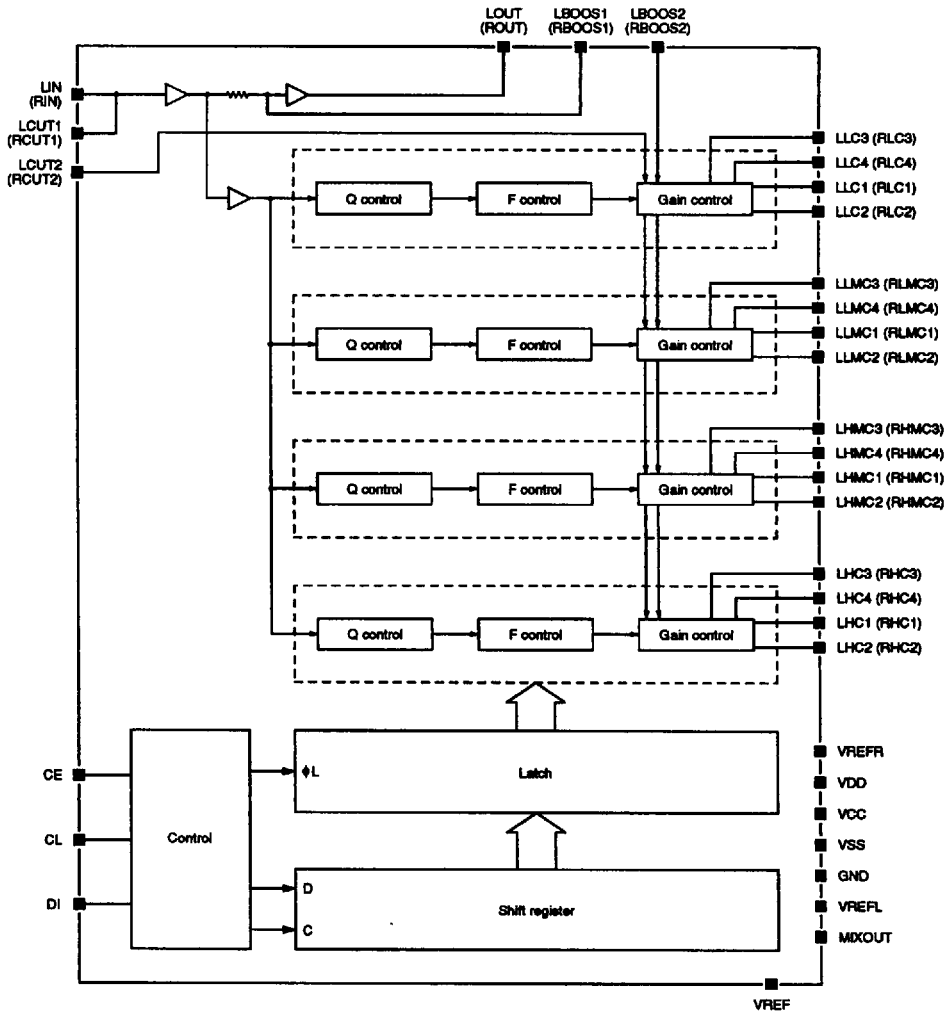 LOUT
(ROUT)
LBOOS1
(RBOOS1)
LBOOS2
(RBOOS2)
LIN
(RIN)
LCUT1
(RCUT1)
LCUT2
(RCUT2)
Q control
F control
Gain control
LLC3 (RLC3)
LLC4 (RLC4)
LLC1 (RLC1)
LLC2 (RLC2)
Q control
F control
Gain control
LLMC3 (RLMC3)
LLMC4 (RLMC4)
LLMC1 (RLMC1)
LLMC2 (RLMC2)
Q control
F control
Gain control
LHMC3 (RHMC3)
LHMC4 (RHMC4)
LHMC1 (RHMC1)
LHMC2 (RHMC2)
Q control
F control
Gain control
LHC3 (RHC3)
LHC4 (RHC4)
LHC1 (RHC1)
LHC2 (RHC2)
CE
CL
DI
Control
ϕL
Latch
D
C
Shift register
VREFR
VDD
VCC
VSS
GND
VREFL
MIXOUT
VREF